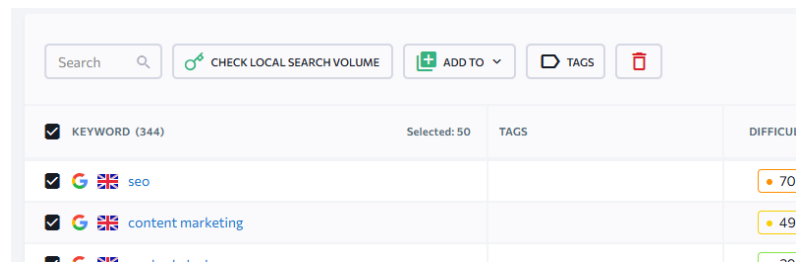 Search CHECK LOCAL SEARCH VOLUME ADD TO TAGS
KEYWORD (344) Selected: 50 TAGS
seo 70
content marketing 49